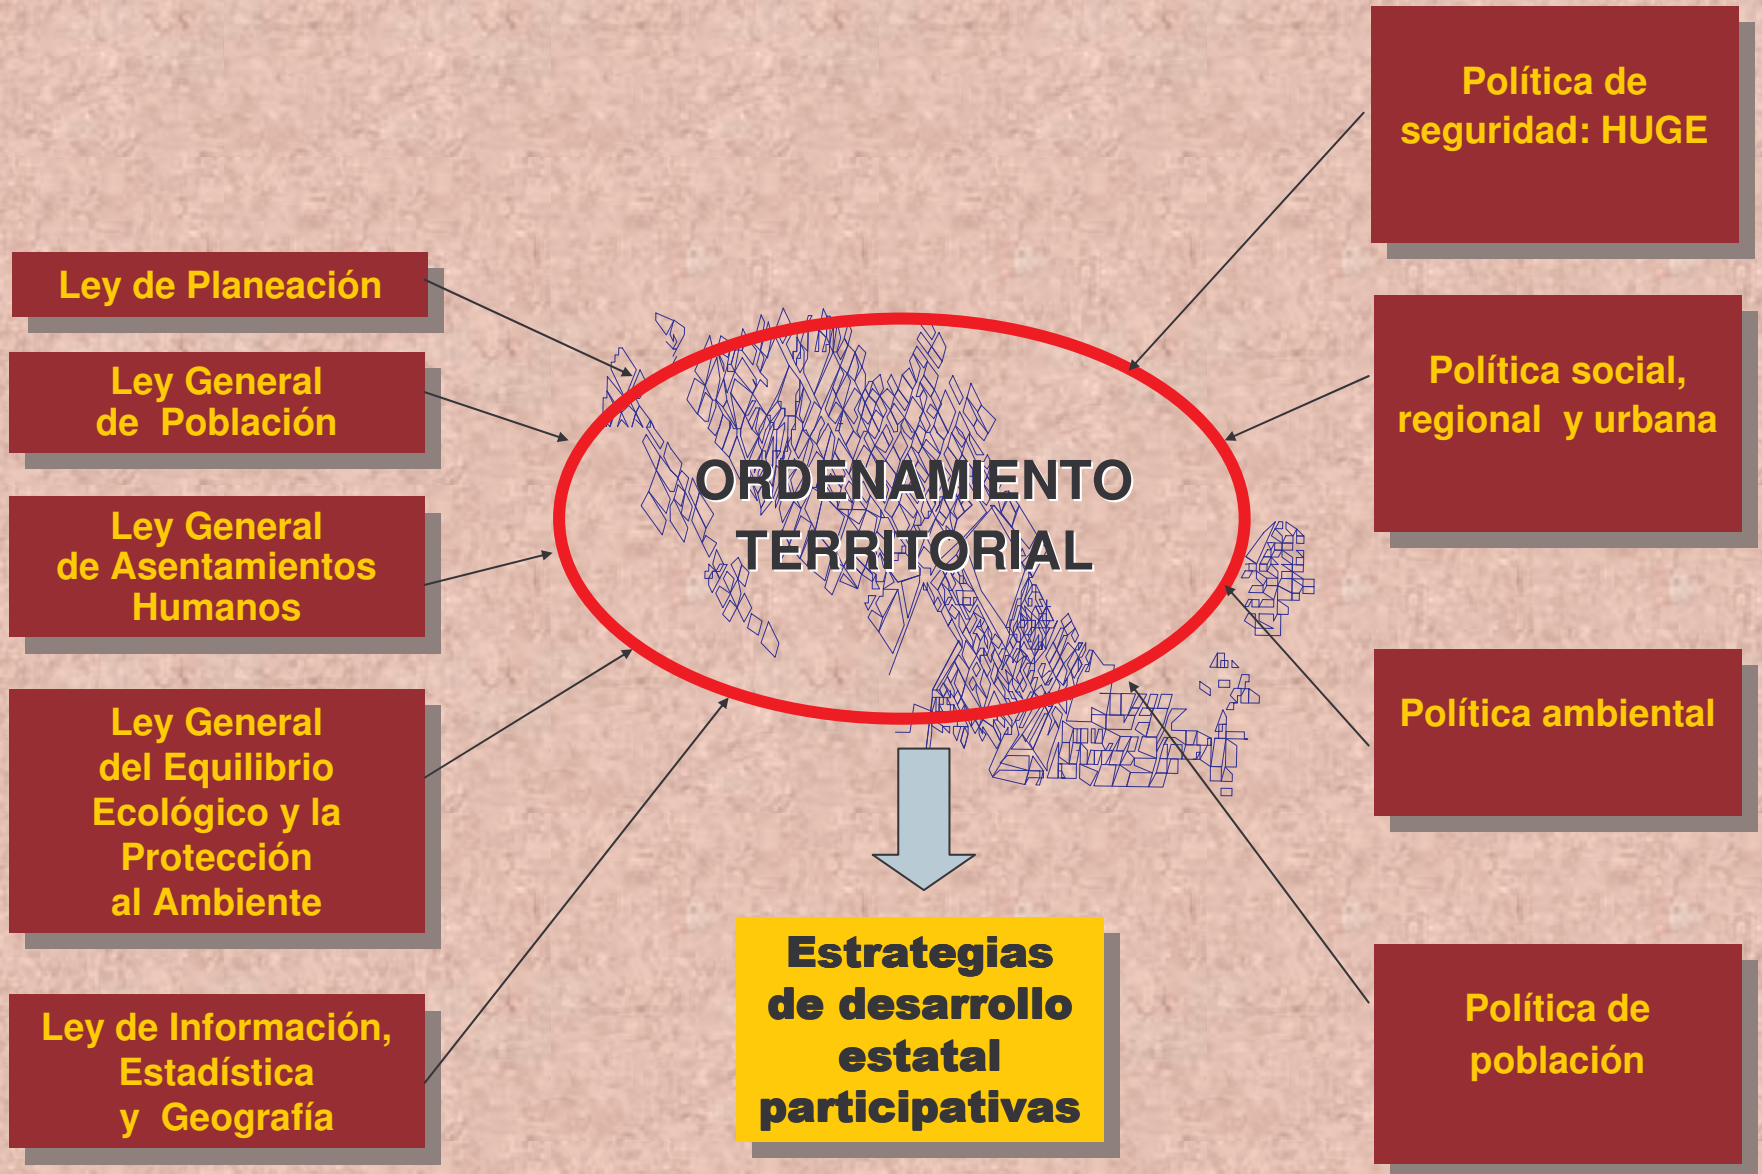 Ley de Planeación
Ley General
de Población
Ley General
de Asentamientos
Humanos
Ley General
del Equilibrio
Ecológico y la
Protección
al Ambiente
Ley de Información,
Estadística
y Geografía
ORDENAMIENTO
TERRITORIAL
Estrategias
de desarrollo
estatal
participativas
Política de
seguridad: HUGE
Política social,
regional y urbana
Política ambiental
Política de
población